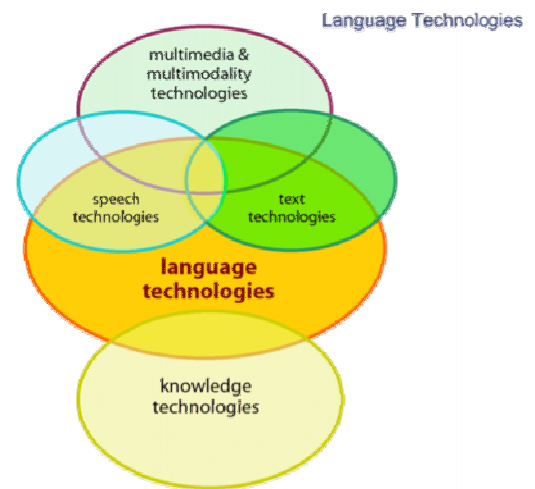 Language Technologies
multimedia &
multimodality
technologies
speech
technologies
text
technologies
language
technologies
knowledge
technologies